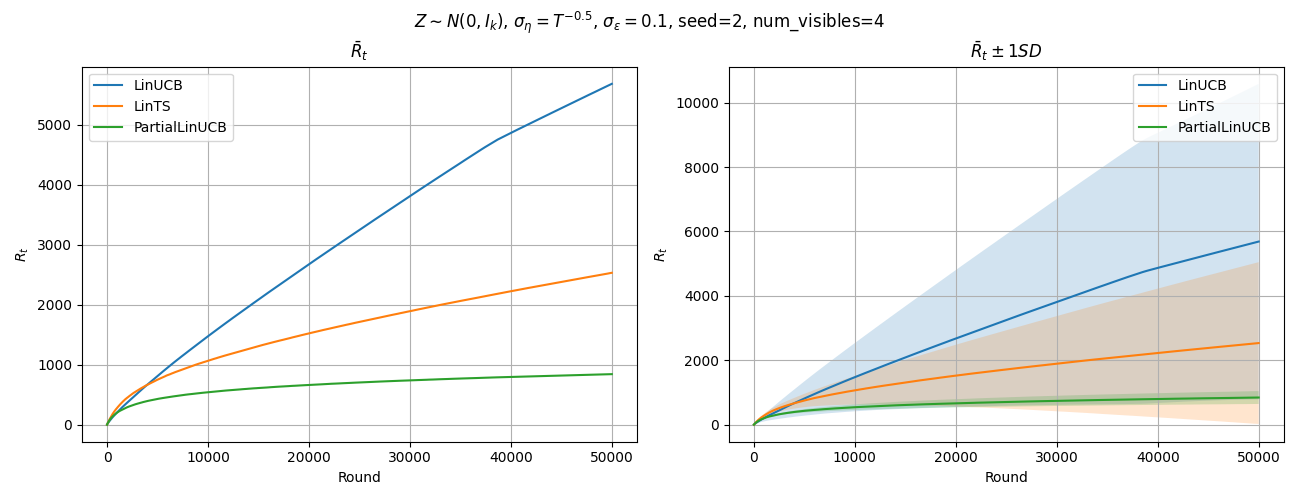 Z ∼ N(0, I_k), σ_η = T^{−0.5}, σ_ε = 0.1, seed=2, num_visibles=4
R̄_t
LinUCB
LinTS
PartialLinUCB
5000
4000
3000
2000
1000
0
R_t
0 10000 20000 30000 40000 50000
Round
R̄_t ± 1SD
LinUCB
LinTS
PartialLinUCB
10000
8000
6000
4000
2000
0
R_t
0 10000 20000 30000 40000 50000
Round